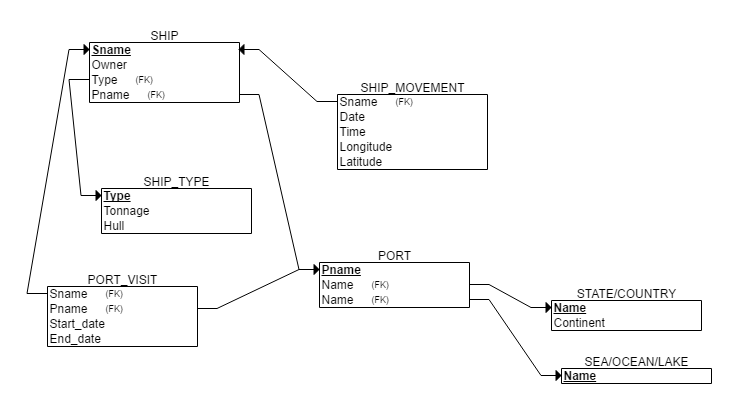 SHIP
Sname
Owner
Type (FK)
Pname (FK)
SHIP_MOVEMENT
Sname (FK)
Date
Time
Longitude
Latitude
SHIP_TYPE
Type
Tonnage
Hull
PORT
Pname
Name (FK)
Name (FK)
PORT_VISIT
Sname (FK)
Pname (FK)
Start_date
End_date
STATE/COUNTRY
Name
Continent
SEA/OCEAN/LAKE
Name